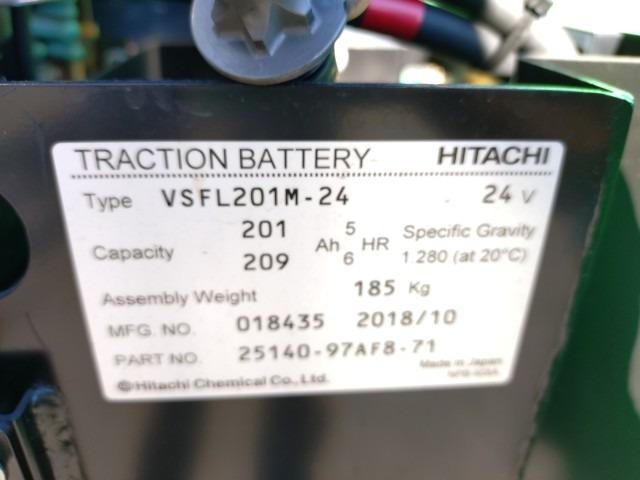 TRACTION BATTERY HITACHI
Type VSFL201M-24 24 V
Capacity 201 Ah 5 HR Specific Gravity
209 6 1.280 (at 20°C)
Assembly Weight 185 Kg
MFG. NO. 018435 2018/10
PART NO. 25140-97AF8-71
Made in Japan
©Hitachi Chemical Co., Ltd.